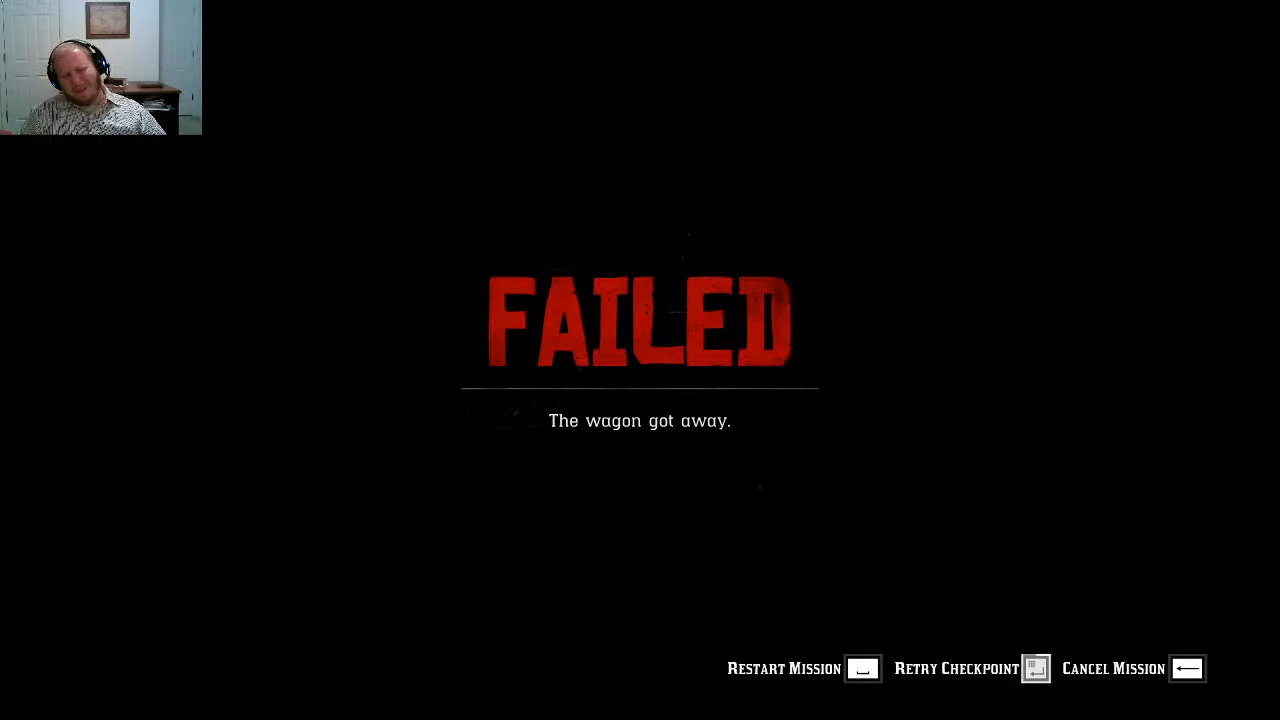 FAILED
The wagon got away.
RESTART MISSION RETRY CHECKPOINT CANCEL MISSION